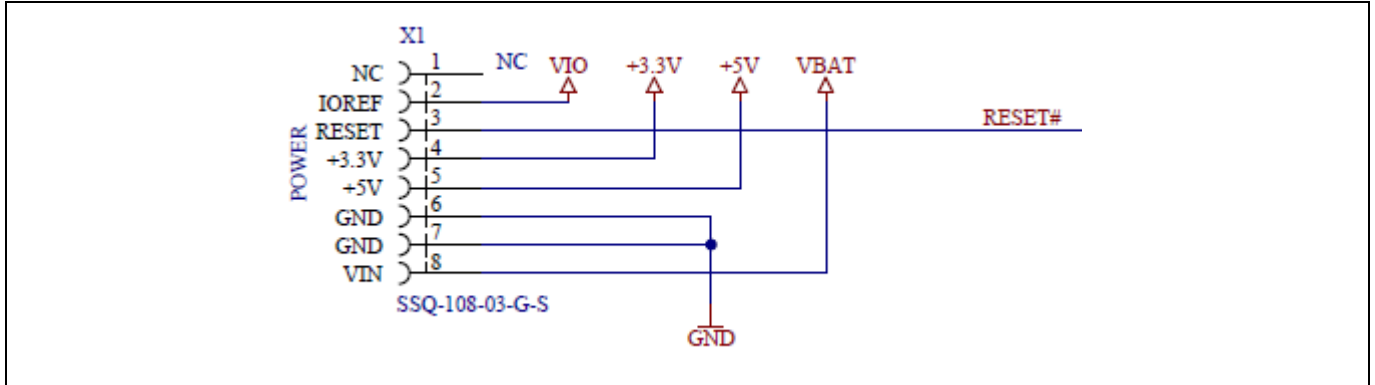 X1
NC 1 NC VIO +3.3V +5V VBAT
IOREF 2
RESET 3 RESET#
+3.3V 4
+5V 5
GND 6
GND 7
VIN 8
POWER
SSQ-108-03-G-S
GND